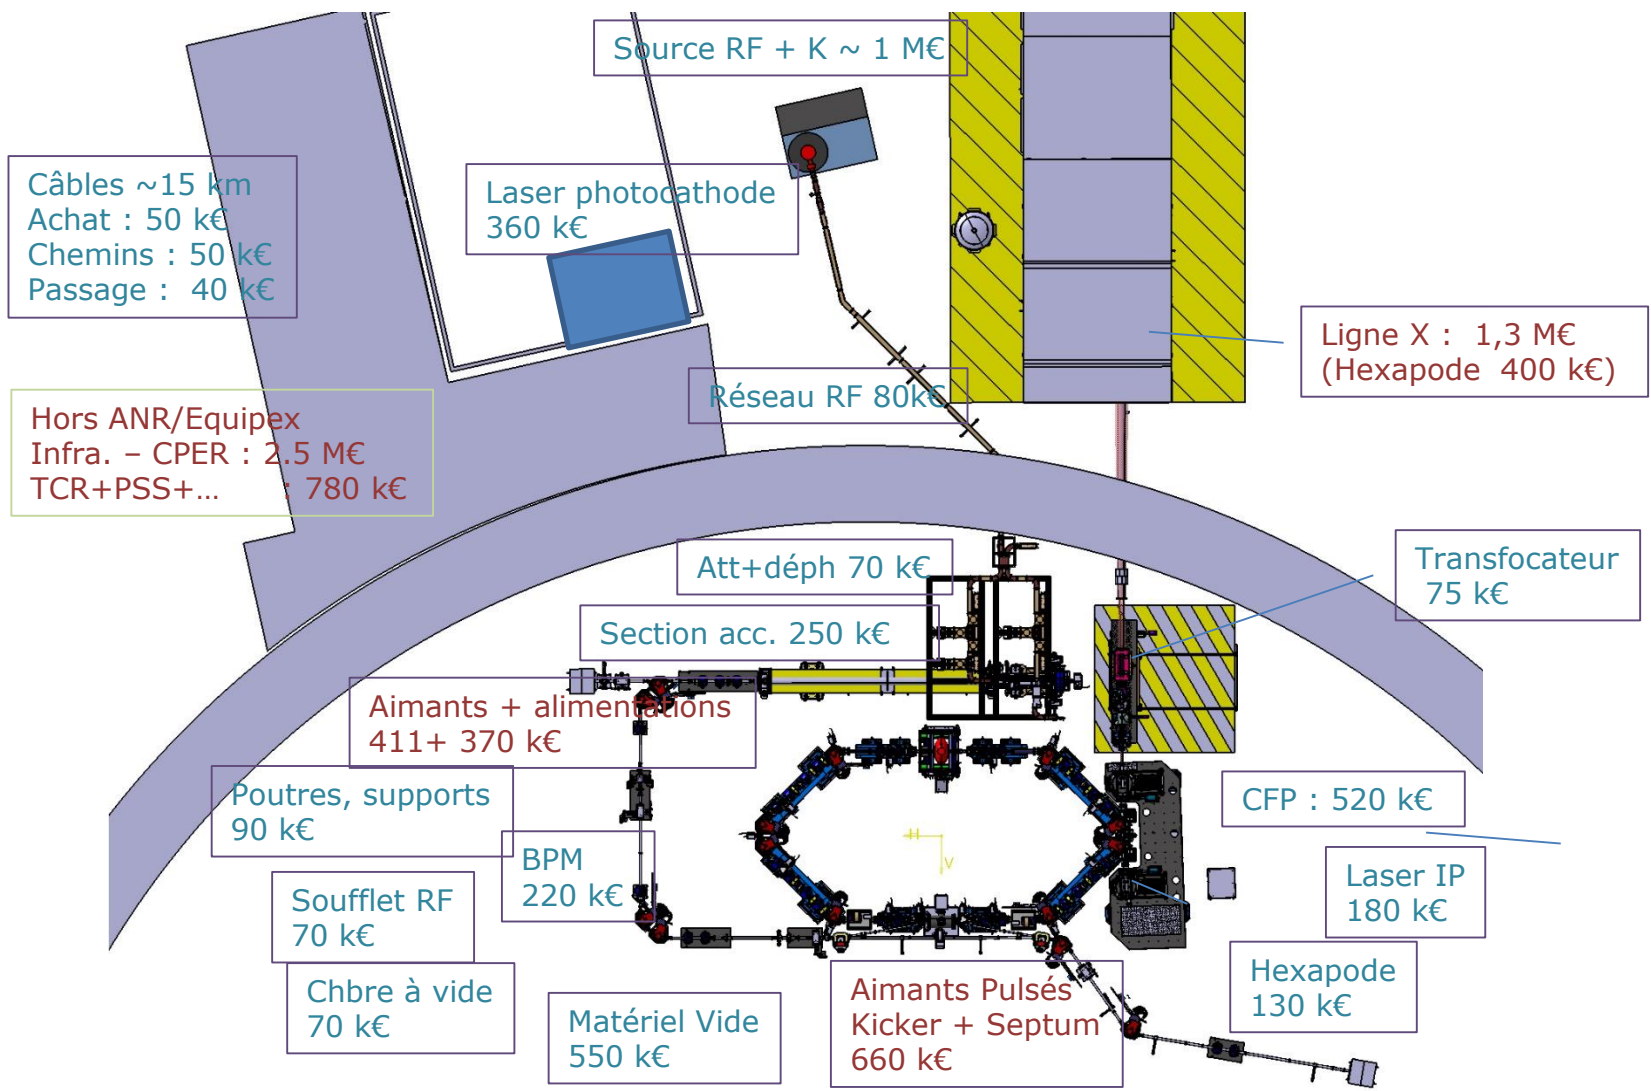 Source RF + K ~ 1 M€
Câbles ~15 km
Achat : 50 k€
Chemins : 50 k€
Passage : 40 k€
Laser photocathode
360 k€
Ligne X : 1,3 M€
(Hexapode 400 k€)
Réseau RF 80k€
Hors ANR/Equipex
Infra. – CPER : 2.5 M€
TCR+PSS+... : 780 k€
Att+déph 70 k€
Transfocateur
75 k€
Section acc. 250 k€
Aimants + alimentations
411+ 370 k€
Poutres, supports
90 k€
CFP : 520 k€
H
V
BPM
220 k€
Laser IP
180 k€
Soufflet RF
70 k€
Chbre à vide
70 k€
Hexapode
130 k€
Matériel Vide
550 k€
Aimants Pulsés
Kicker + Septum
660 k€